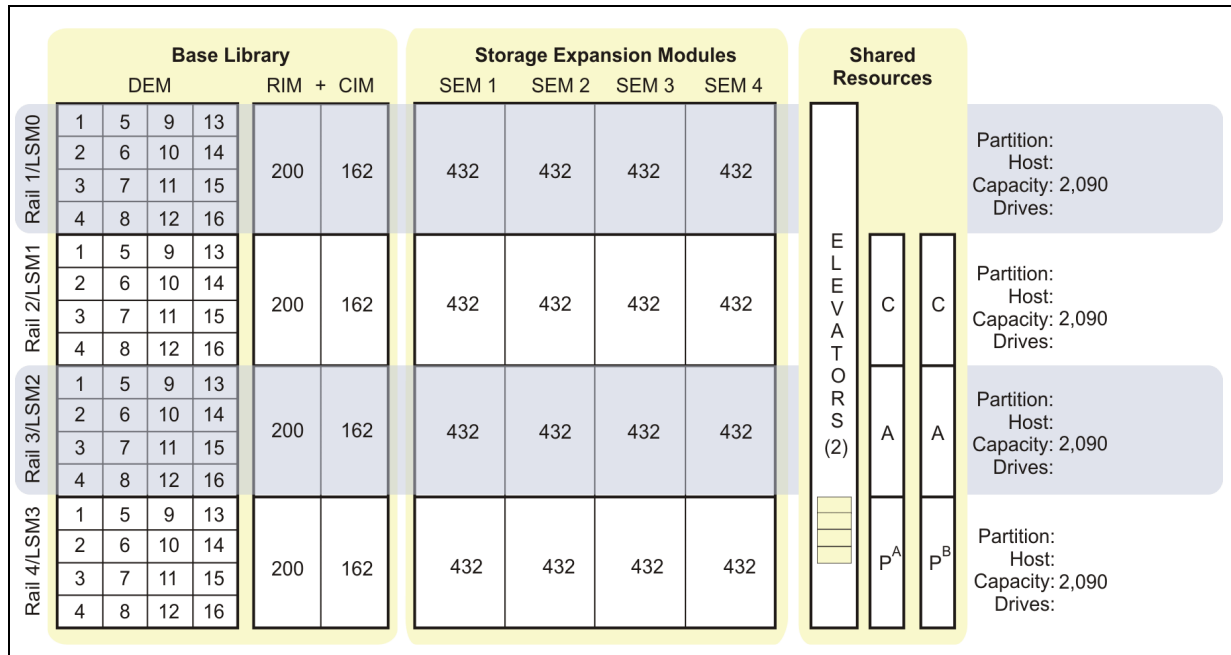 Base Library
Storage Expansion Modules
Shared
Resources
DEM
RIM + CIM
SEM 1 SEM 2 SEM 3 SEM 4
Rail 1/LSM0
1 5 9 13
2 6 10 14
3 7 11 15
4 8 12 16
200 162
432 432 432 432
Partition:
Host:
Capacity: 2,090
Drives:
Rail 2/LSM1
1 5 9 13
2 6 10 14
3 7 11 15
4 8 12 16
200 162
432 432 432 432
ELEVATORS
(2)
C C
Partition:
Host:
Capacity: 2,090
Drives:
Rail 3/LSM2
1 5 9 13
2 6 10 14
3 7 11 15
4 8 12 16
200 162
432 432 432 432
A A
Partition:
Host:
Capacity: 2,090
Drives:
Rail 4/LSM3
1 5 9 13
2 6 10 14
3 7 11 15
4 8 12 16
200 162
432 432 432 432
P^A P^B
Partition:
Host:
Capacity: 2,090
Drives: